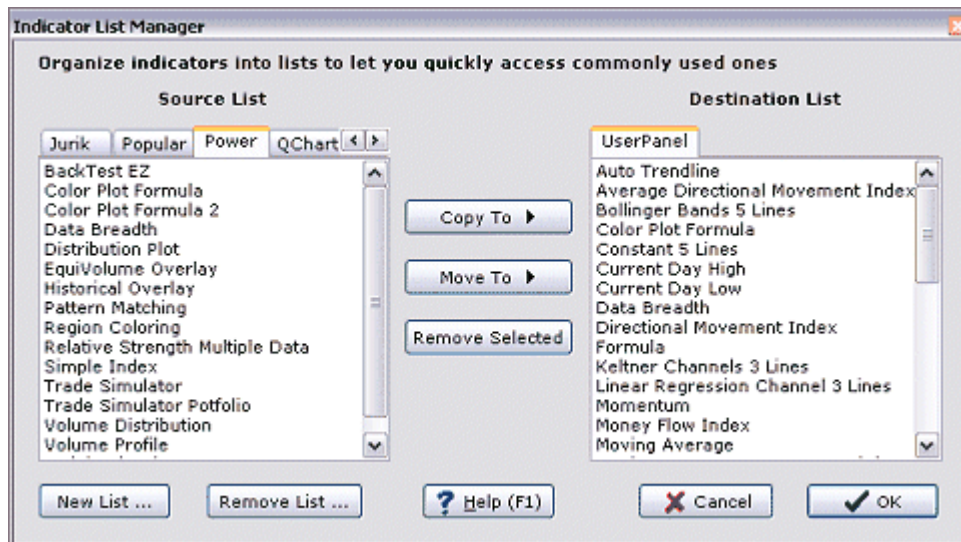 Indicator List Manager
Organize indicators into lists to let you quickly access commonly used ones
Source List
Destination List
Jurik Popular Power QChart
UserPanel
BackTest EZ
Color Plot Formula
Color Plot Formula 2
Data Breadth
Distribution Plot
EquiVolume Overlay
Historical Overlay
Pattern Matching
Region Coloring
Relative Strength Multiple Data
Simple Index
Trade Simulator
Trade Simulator Potfolio
Volume Distribution
Volume Profile
Copy To
Move To
Remove Selected
Auto Trendline
Average Directional Movement Index
Bollinger Bands 5 Lines
Color Plot Formula
Constant 5 Lines
Current Day High
Current Day Low
Data Breadth
Directional Movement Index
Formula
Keltner Channels 3 Lines
Linear Regression Channel 3 Lines
Momentum
Money Flow Index
Moving Average
New List ... Remove List ... ? Help (F1) Cancel OK